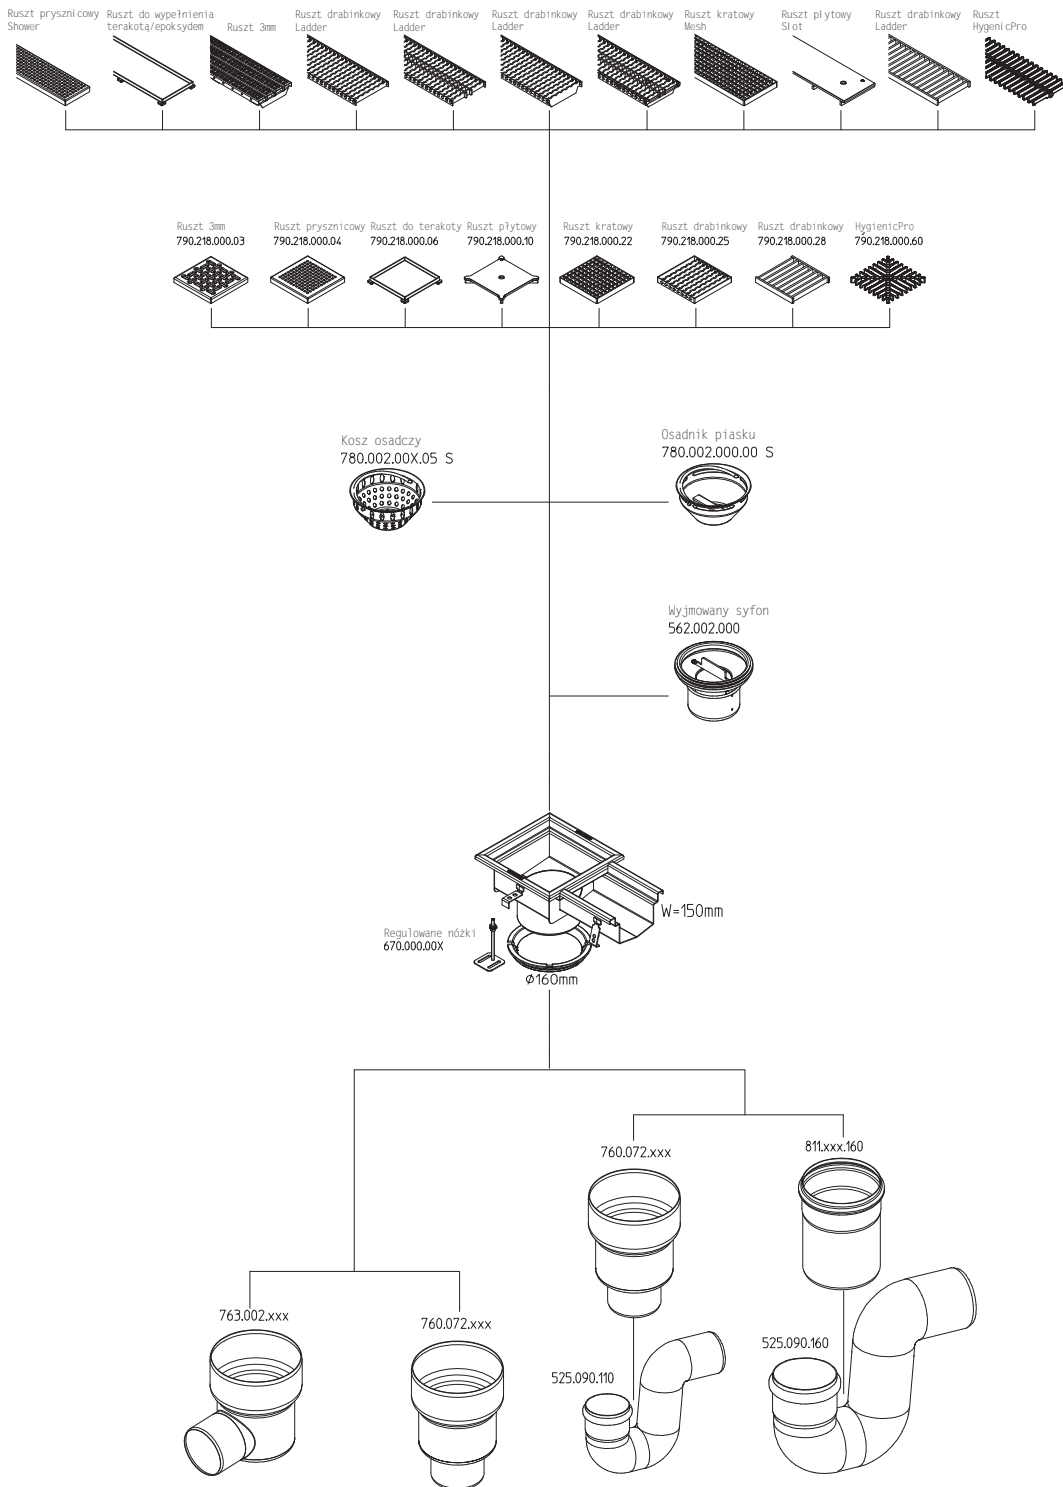 Ruszt prysznicowy
Shower
Ruszt do wypełnienia
terakotą/epoksydem
Ruszt 3mm
Ruszt drabinkowy
Ladder
Ruszt drabinkowy
Ladder
Ruszt drabinkowy
Ladder
Ruszt drabinkowy
Ladder
Ruszt kratowy
Mesh
Ruszt płytowy
Slot
Ruszt drabinkowy
Ladder
Ruszt
HygenicPro
Ruszt 3mm
790.218.000.03
Ruszt prysznicowy
790.218.000.04
Ruszt do terakoty
790.218.000.06
Ruszt płytowy
790.218.000.10
Ruszt kratowy
790.218.000.22
Ruszt drabinkowy
790.218.000.25
Ruszt drabinkowy
790.218.000.28
HygienicPro
790.218.000.60
Kosz osadczy
780.002.00X.05 S
Osadnik piasku
780.002.000.00 S
Wyjmowany syfon
562.002.000
W=150mm
Regulowane nóżki
670.000.00X
Ø160mm
760.072.xxx
811.xxx.160
763.002.xxx
760.072.xxx
525.090.110
525.090.160